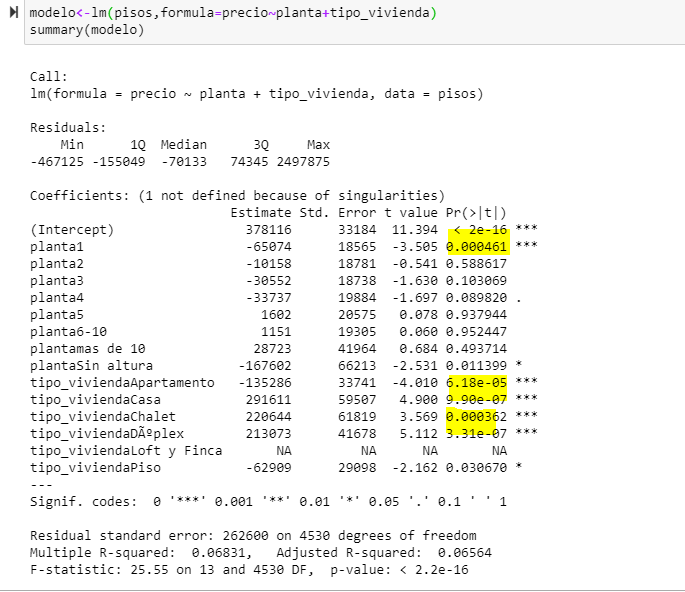 modelo<-lm(pisos,formula=precio~planta+tipo_vivienda)
summary(modelo)
Call:
lm(formula = precio ~ planta + tipo_vivienda, data = pisos)
Residuals:
    Min      1Q  Median      3Q     Max
-467125 -155049  -70133   74345 2497875
Coefficients: (1 not defined because of singularities)
                          Estimate Std. Error t value Pr(>|t|)
(Intercept)                 378116      33184  11.394  < 2e-16 ***
planta1                     -65074      18565  -3.505 0.000461 ***
planta2                     -10158      18781  -0.541 0.588617
planta3                     -30552      18738  -1.630 0.103069
planta4                     -33737      19884  -1.697 0.089820 .
planta5                       1602      20575   0.078 0.937944
planta6-10                    1151      19305   0.060 0.952447
plantamas de 10              28723      41964   0.684 0.493714
plantaSin altura           -167602      66213  -2.531 0.011399 *
tipo_viviendaApartamento   -135286      33741  -4.010 6.18e-05 ***
tipo_viviendaCasa           291611      59507   4.900 9.90e-07 ***
tipo_viviendaChalet         220644      61819   3.569 0.000362 ***
tipo_viviendaDÃºplex        213073      41678   5.112 3.31e-07 ***
tipo_viviendaLoft y Finca       NA         NA      NA       NA
tipo_viviendaPiso           -62909      29098  -2.162 0.030670 *
---
Signif. codes:  0 '***' 0.001 '**' 0.01 '*' 0.05 '.' 0.1 ' ' 1
Residual standard error: 262600 on 4530 degrees of freedom
Multiple R-squared:  0.06831,   Adjusted R-squared:  0.06564
F-statistic: 25.55 on 13 and 4530 DF,  p-value: < 2.2e-16